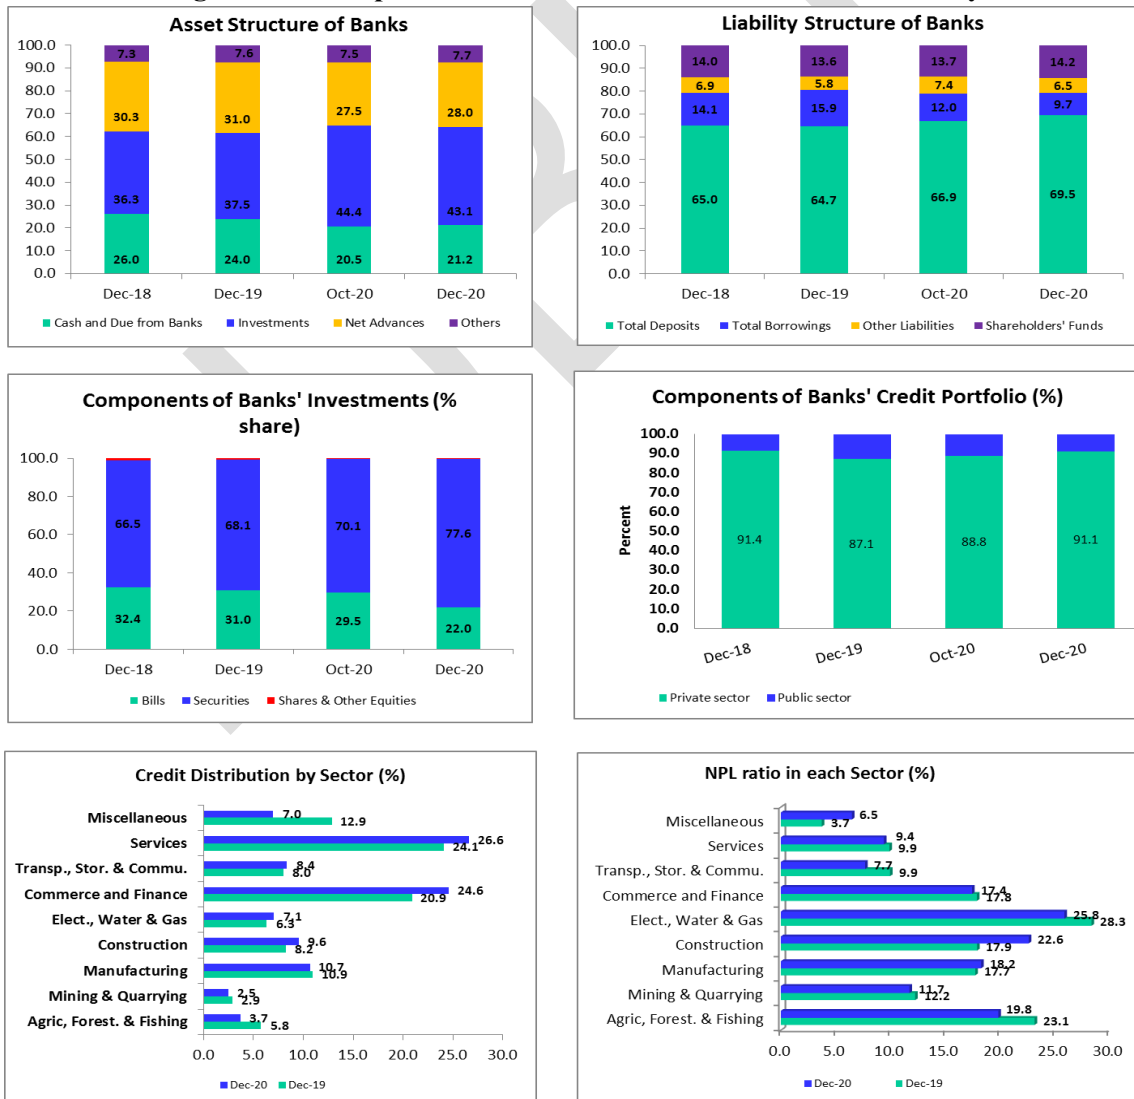 Asset Structure of Banks
100.0
90.0
80.0
70.0
60.0
50.0
40.0
30.0
20.0
10.0
0.0
7.3 7.6 7.5 7.7
30.3 31.0 27.5 28.0
36.3 37.5 44.4 43.1
26.0 24.0 20.5 21.2
Dec-18 Dec-19 Oct-20 Dec-20
Cash and Due from Banks Investments Net Advances Others
Liability Structure of Banks
100.0
90.0
80.0
70.0
60.0
50.0
40.0
30.0
20.0
10.0
0.0
14.0 13.6 13.7 14.2
6.9 5.8 7.4 6.5
14.1 15.9 12.0 9.7
65.0 64.7 66.9 69.5
Dec-18 Dec-19 Oct-20 Dec-20
Total Deposits Total Borrowings Other Liabilities Shareholders' Funds
Components of Banks' Investments (%
share)
100.0
80.0
60.0
40.0
20.0
0.0
66.5 68.1 70.1 77.6
32.4 31.0 29.5 22.0
Dec-18 Dec-19 Oct-20 Dec-20
Bills Securities Shares & Other Equities
Components of Banks' Credit Portfolio (%)
Percent
100.0
90.0
80.0
70.0
60.0
50.0
40.0
30.0
20.0
10.0
0.0
91.4 87.1 88.8 91.1
Dec-18 Dec-19 Oct-20 Dec-20
Private sector Public sector
Credit Distribution by Sector (%)
Miscellaneous 7.0 12.9
Services 26.6 24.1
Transp., Stor. & Commu. 8.4 8.0
Commerce and Finance 24.6 20.9
Elect., Water & Gas 7.1 6.3
Construction 9.6 8.2
Manufacturing 10.7 10.9
Mining & Quarrying 2.5 2.9
Agric, Forest. & Fishing 3.7 5.8
0.0 5.0 10.0 15.0 20.0 25.0 30.0
Dec-20 Dec-19
NPL ratio in each Sector (%)
Miscellaneous 6.5 3.7
Services 9.4 9.9
Transp., Stor. & Commu. 7.7 9.9
Commerce and Finance 17.4 17.8
Elect., Water & Gas 25.8 28.3
Construction 22.6 17.9
Manufacturing 18.2 17.7
Mining & Quarrying 11.7 12.2
Agric, Forest. & Fishing 19.8 23.1
0.0 5.0 10.0 15.0 20.0 25.0 30.0
Dec-20 Dec-19